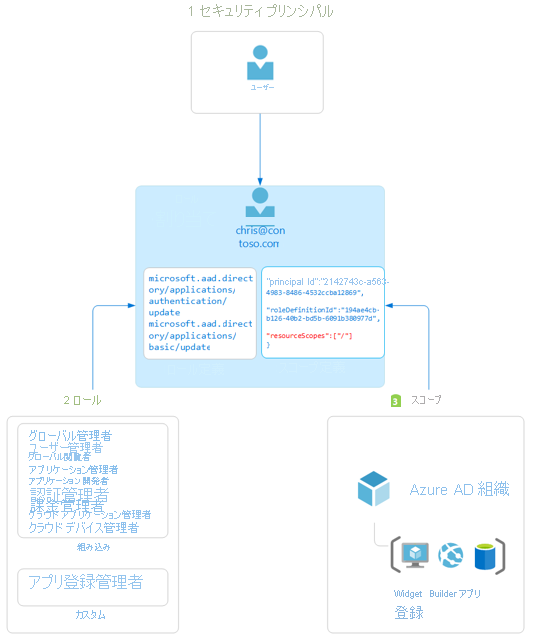 1 セキュリティ プリンシパル
ユーザー
chris@con
toso.com
microsoft.aad.direct
ory/applications/
authentication/
update
microsoft.aad.direct
ory/applications/
basic/update
"principal Id":"2142743c-a563-
4983-8486-4532ccba12869",
"roleDefinitionId":"194ae4cb-
b126-40b2-bd5b-6091b380977d",
"resourceScopes":["/"]
}
2 ロール
グローバル管理者
ユーザー管理者
グローバル閲覧者
アプリケーション管理者
アプリケーション開発者
認証管理者
課金管理者
クラウド アプリケーション管理者
クラウド デバイス管理者
組み込み
アプリ登録管理者
カスタム
3 スコープ
Azure AD 組織
Widget Builder アプリ
登録